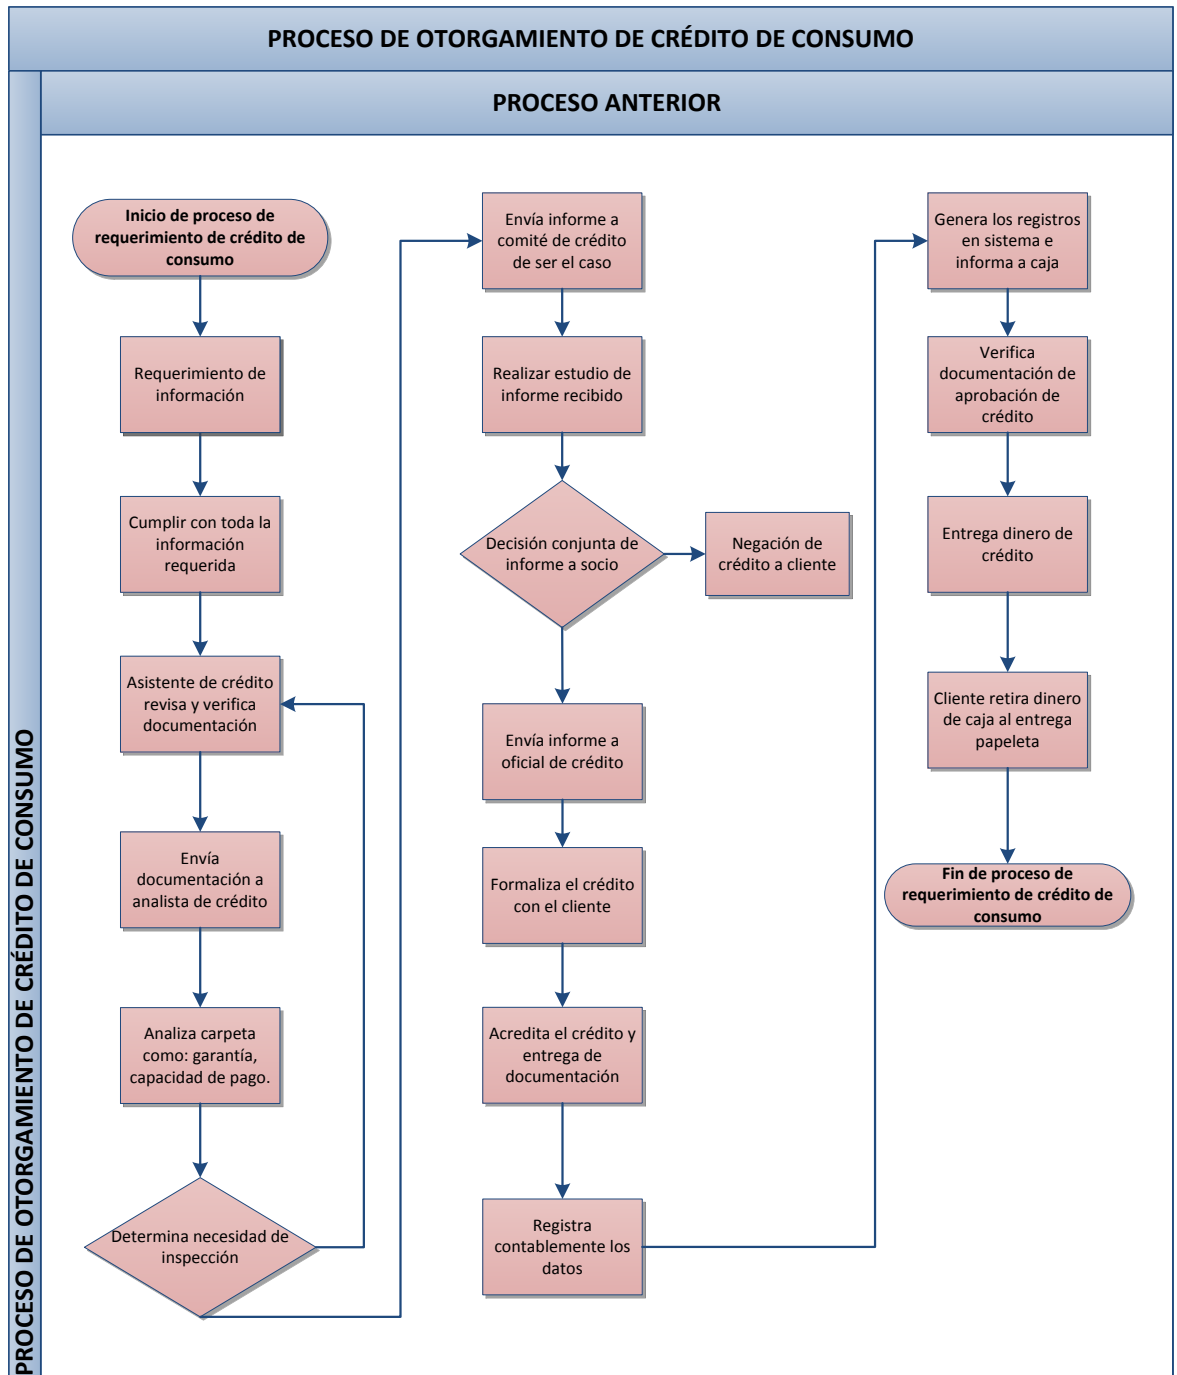 PROCESO DE OTORGAMIENTO DE CRÉDITO DE CONSUMO
PROCESO ANTERIOR
PROCESO DE OTORGAMIENTO DE CRÉDITO DE CONSUMO
Inicio de proceso de
requerimiento de crédito de
consumo
Requerimiento de
información
Cumplir con toda la
información
requerida
Asistente de crédito
revisa y verifica
documentación
Envía
documentación a
analista de crédito
Analiza carpeta
como: garantía,
capacidad de pago.
Determina necesidad de
inspección
Envía informe a
comité de crédito
de ser el caso
Realizar estudio de
informe recibido
Decisión conjunta de
informe a socio
Negación de
crédito a cliente
Envía informe a
oficial de crédito
Formaliza el crédito
con el cliente
Acredita el crédito y
entrega de
documentación
Registra
contablemente los
datos
Genera los registros
en sistema e
informa a caja
Verifica
documentación de
aprobación de
crédito
Entrega dinero de
crédito
Cliente retira dinero
de caja al entrega
papeleta
Fin de proceso de
requerimiento de crédito de
consumo